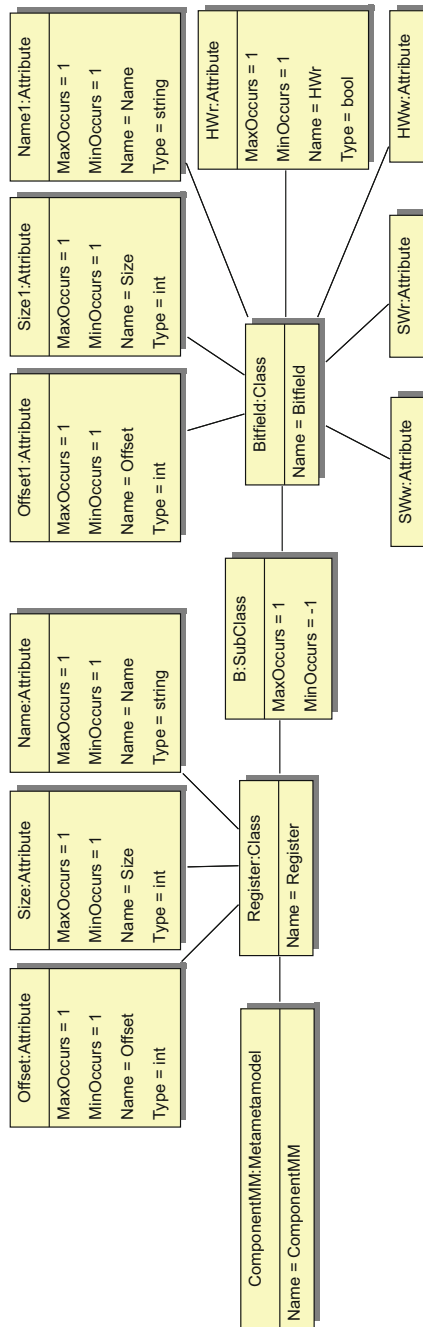 Offset:Attribute
MaxOccurs = 1
MinOccurs = 1
Name = Offset
Type = int
Size:Attribute
MaxOccurs = 1
MinOccurs = 1
Name = Size
Type = int
Name:Attribute
MaxOccurs = 1
MinOccurs = 1
Name = Name
Type = string
Offset1:Attribute
MaxOccurs = 1
MinOccurs = 1
Name = Offset
Type = int
Size1:Attribute
MaxOccurs = 1
MinOccurs = 1
Name = Size
Type = int
Name1:Attribute
MaxOccurs = 1
MinOccurs = 1
Name = Name
Type = string
ComponentMM:Metametamodel
Name = ComponentMM
Register:Class
Name = Register
B:SubClass
MaxOccurs = 1
MinOccurs = -1
Bitfield:Class
Name = Bitfield
HWr:Attribute
MaxOccurs = 1
MinOccurs = 1
Name = HWr
Type = bool
SWw:Attribute
SWr:Attribute
HWw:Attribute